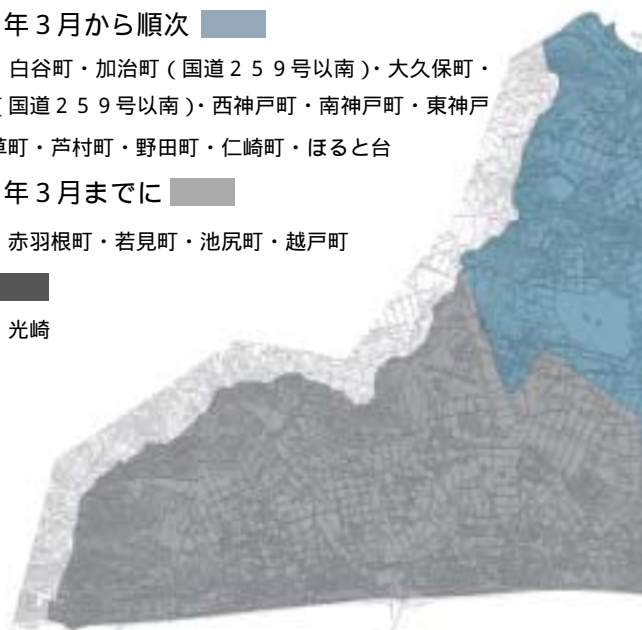 年３月から順次
白谷町・加治町（国道２５９号以南）・大久保町・
（国道２５９号以南）・西神戸町・南神戸町・東神戸
町・芦村町・野田町・仁崎町・ほると台
年３月までに
赤羽根町・若見町・池尻町・越戸町
光崎